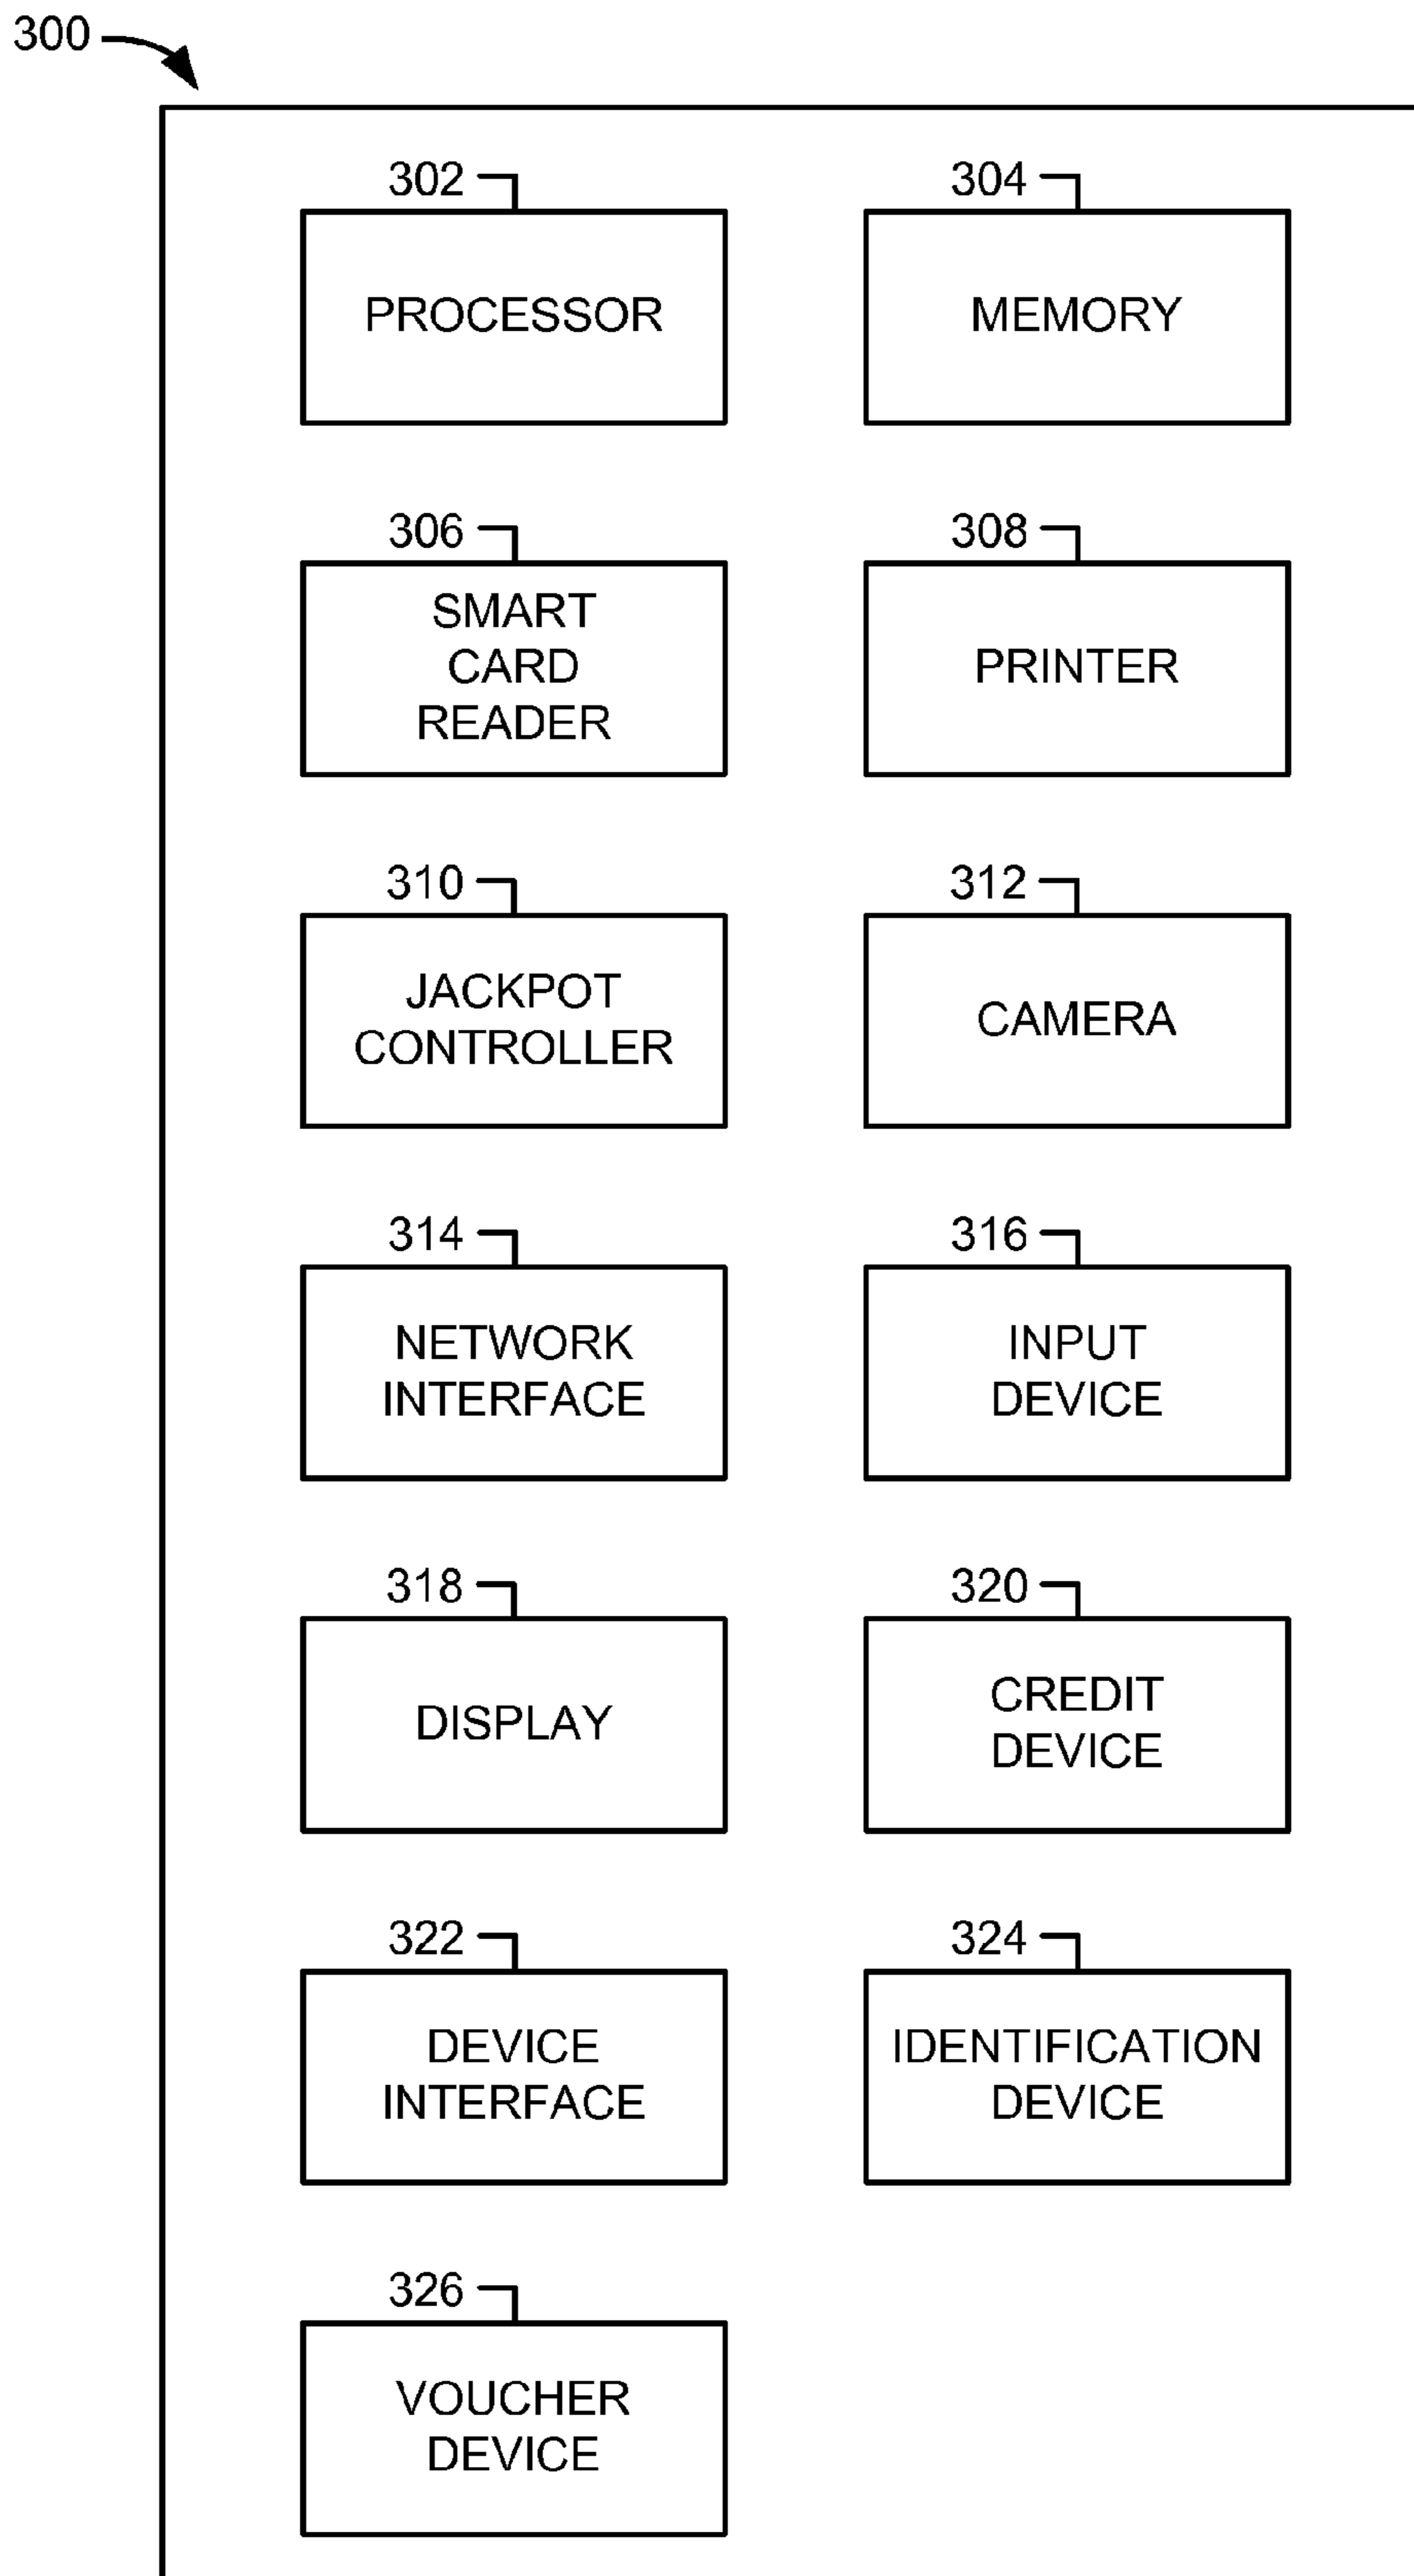 300
302
PROCESSOR
304
MEMORY
306
SMART
CARD
READER
308
PRINTER
310
JACKPOT
CONTROLLER
312
CAMERA
314
NETWORK
INTERFACE
316
INPUT
DEVICE
318
DISPLAY
320
CREDIT
DEVICE
322
DEVICE
INTERFACE
324
IDENTIFICATION
DEVICE
326
VOUCHER
DEVICE